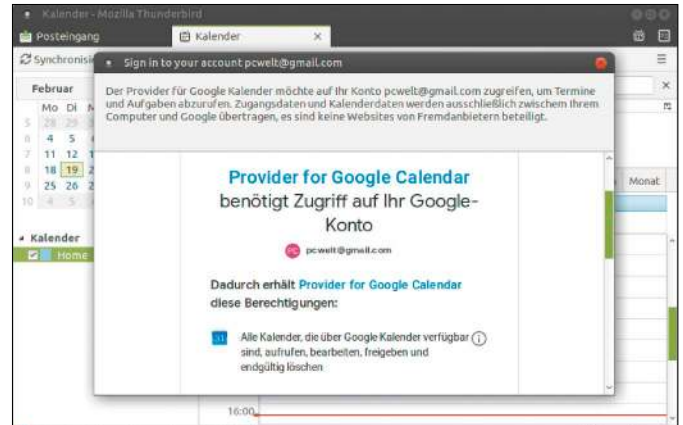 Kalender - Mozilla Thunderbird
Posteingang
Kalender
Synchronisi
Sign in to your account pcwelt@gmail.com
Februar
Der Provider für Google Kalender möchte auf Ihr Konto pcwelt@gmail.com zugreifen, um Termine
und Aufgaben abzurufen. Zugangsdaten und Kalenderdaten werden ausschließlich zwischem Ihrem
Computer und Google übertragen, es sind keine Websites von Fremdanbietern beteiligt.
Mo Di
5 28 29
6 4 5
7 11 12 1
8 18 19 2
9 25 26 2
10 4 5
Monat
Kalender
Home
Provider for Google Calendar
benötigt Zugriff auf Ihr Google-
Konto
pcwelt@gmail.com
Dadurch erhält Provider for Google Calendar
diese Berechtigungen:
31
Alle Kalender, die über Google Kalender verfügbar
sind, aufrufen, bearbeiten, freigeben und
endgültig löschen
16:00